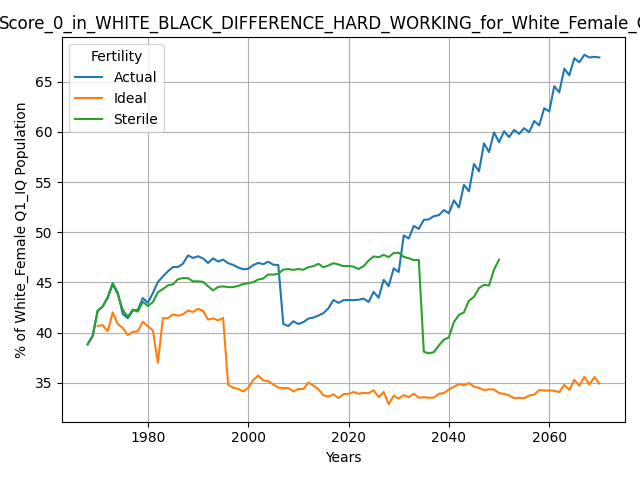 Score_0_in_WHITE_BLACK_DIFFERENCE_HARD_WORKING_for_White_Female_
Fertility
Actual
Ideal
Sterile
% of White_Female Q1_IQ Population
65
60
55
50
45
40
35
1980
2000
2020
2040
2060
Years